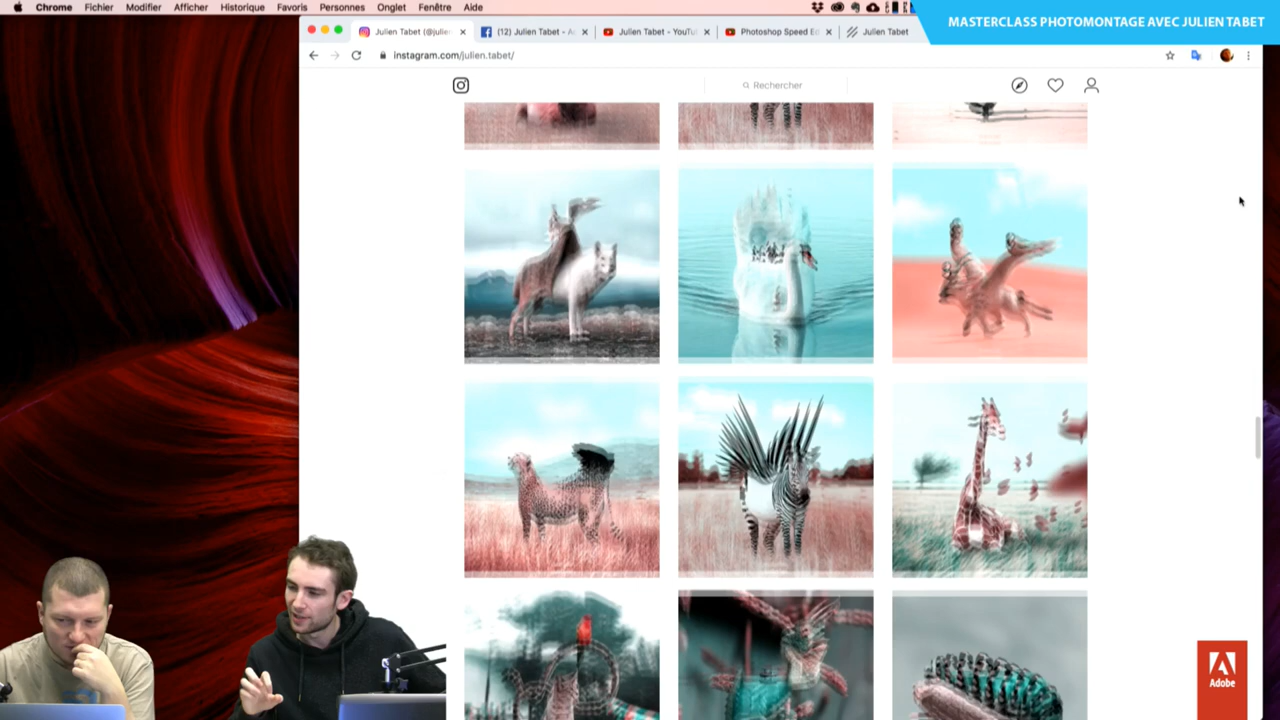 Chrome Fichier Modifier Afficher Historique Favoris Personnes Onglet Fenêtre Aide
MASTERCLASS PHOTOMONTAGE AVEC JULIEN TABET
Julien Tabet (@julie
(12) Julien Tabet - Ac
Julien Tabet - YouTu
Photoshop Speed Ed
Julien Tabet
instagram.com/julien.tabet/
Rechercher
Adobe